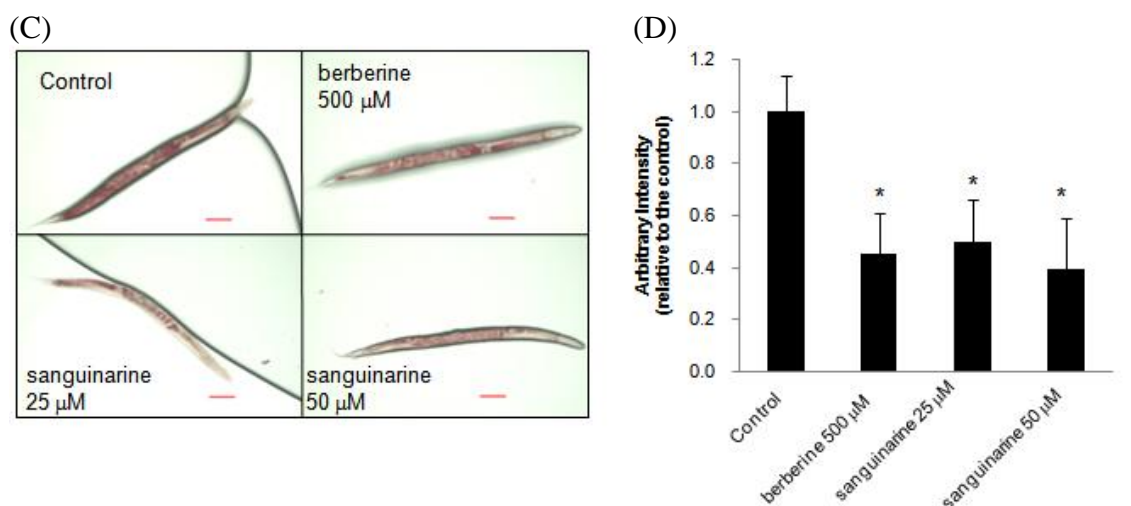 (C)
Control
berberine
500 μM
sanguinarine
25 μM
sanguinarine
50 μM
(D)
Arbitrary Intensity
(relative to the control)
1.2
1.0
0.8
0.6
0.4
0.2
0.0
*
*
*
Control
berberine 500 μM
sanguinarine 25 μM
sanguinarine 50 μM